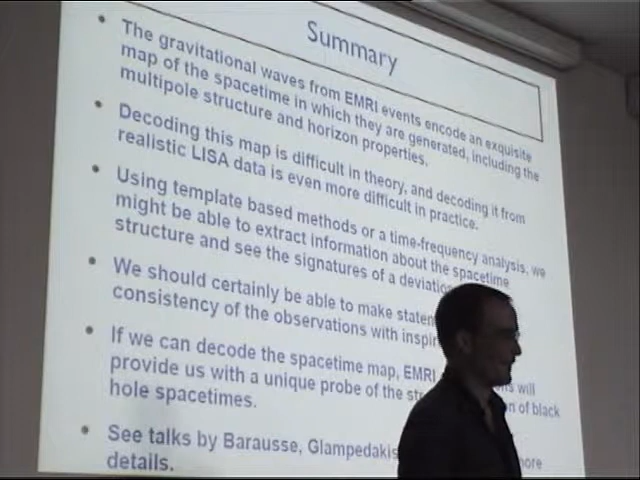 Summary
• The gravitational waves from EMRI events encode an exquisite
map of the spacetime in which they are generated, including the
multipole structure and horizon properties.
• Decoding this map is difficult in theory, and decoding it from
realistic LISA data is even more difficult in practice.
• Using template based methods or a time-frequency analysis, we
might be able to extract information about the spacetime
structure and see the signatures of a
• We should certainly be able to make
consistency of the observations with
• If we can decode the spacetime map, EMRI will
provide us with a unique probe of the of black
hole spacetimes.
• See talks by Barausse, Glampedakis more
details.